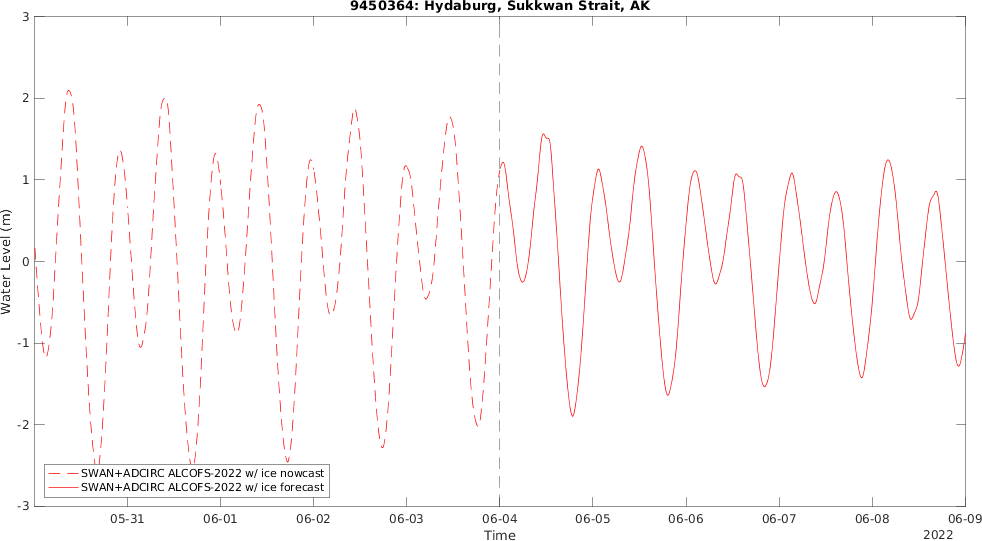 9450364: Hydaburg, Sukkwan Strait, AK
Water Level (m)
3
2
1
0
-1
-2
-3
SWAN+ADCIRC ALCOFS-2022 w/ ice nowcast
SWAN+ADCIRC ALCOFS-2022 w/ ice forecast
05-31 06-01 06-02 06-03 06-04 06-05 06-06 06-07 06-08 06-09
Time
2022